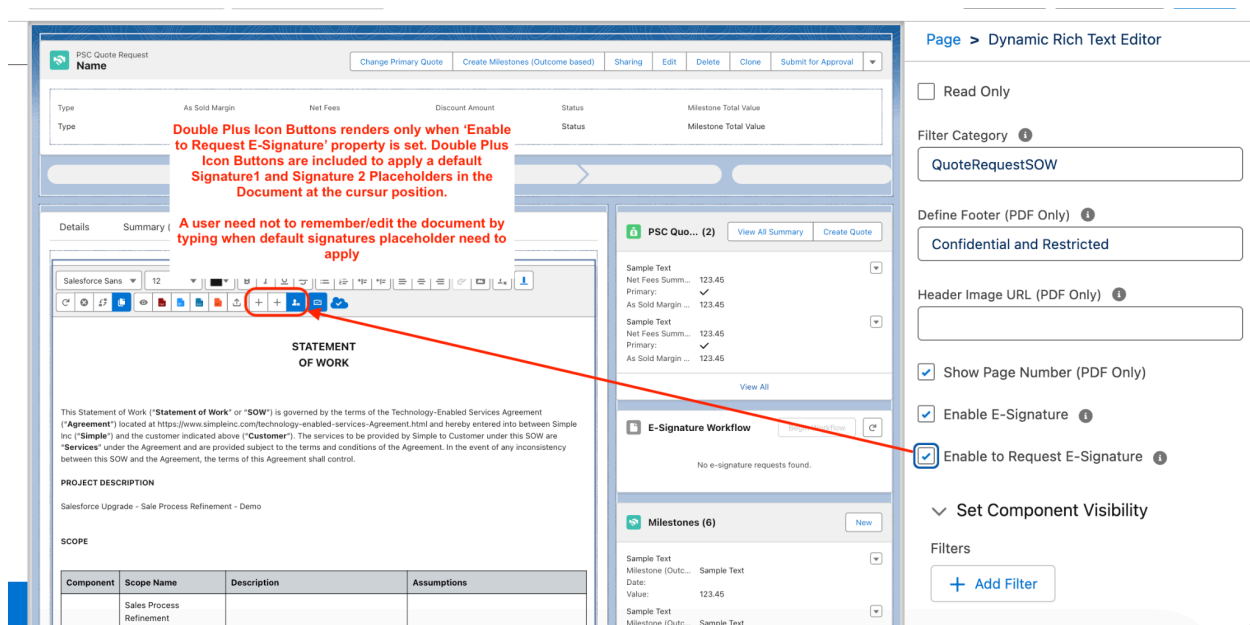 PSC Quote Request
Name
Change Primary Quote
Create Milestones (Outcome based)
Sharing
Edit
Delete
Clone
Submit for Approval
Type
As Sold Margin
Net Fees
Discount Amount
Status
Milestone Total Value
Type
Status
Milestone Total Value
Double Plus Icon Buttons renders only when ‘Enable
to Request E-Signature’ property is set. Double Plus
Icon Buttons are included to apply a default
Signature1 and Signature 2 Placeholders in the
Document at the cursur position.
A user need not to remember/edit the document by
typing when default signatures placeholder need to
apply
Details
Summary (
Salesforce Sans
12
STATEMENT
OF WORK
This Statement of Work ("Statement of Work" or "SOW") is governed by the terms of the Technology-Enabled Services Agreement
("Agreement") located at https://www.simpleinc.com/technology-enabled-services-Agreement.html and hereby entered into between Simple
Inc ("Simple") and the customer indicated above ("Customer"). The services to be provided by Simple to Customer under this SOW are
"Services" under the Agreement and are provided subject to the terms and conditions of the Agreement. In the event of any inconsistency
between this SOW and the Agreement, the terms of this Agreement shall control.
PROJECT DESCRIPTION
Salesforce Upgrade - Sale Process Refinement - Demo
SCOPE
Component
Scope Name
Description
Assumptions
Sales Process
Refinement
PSC Quo... (2)
View All Summary
Create Quote
Sample Text
Net Fees Summ... 123.45
Primary:
As Sold Margin ... 123.45
Sample Text
Net Fees Summ... 123.45
Primary:
As Sold Margin ... 123.45
View All
E-Signature Workflow
Begin Workflow
No e-signature requests found.
Milestones (6)
New
Sample Text
Milestone (Outc... Sample Text
Date:
Value: 123.45
Sample Text
Milestone (Outc... Sample Text
Page > Dynamic Rich Text Editor
Read Only
Filter Category
QuoteRequestSOW
Define Footer (PDF Only)
Confidential and Restricted
Header Image URL (PDF Only)
Show Page Number (PDF Only)
Enable E-Signature
Enable to Request E-Signature
Set Component Visibility
Filters
+ Add Filter